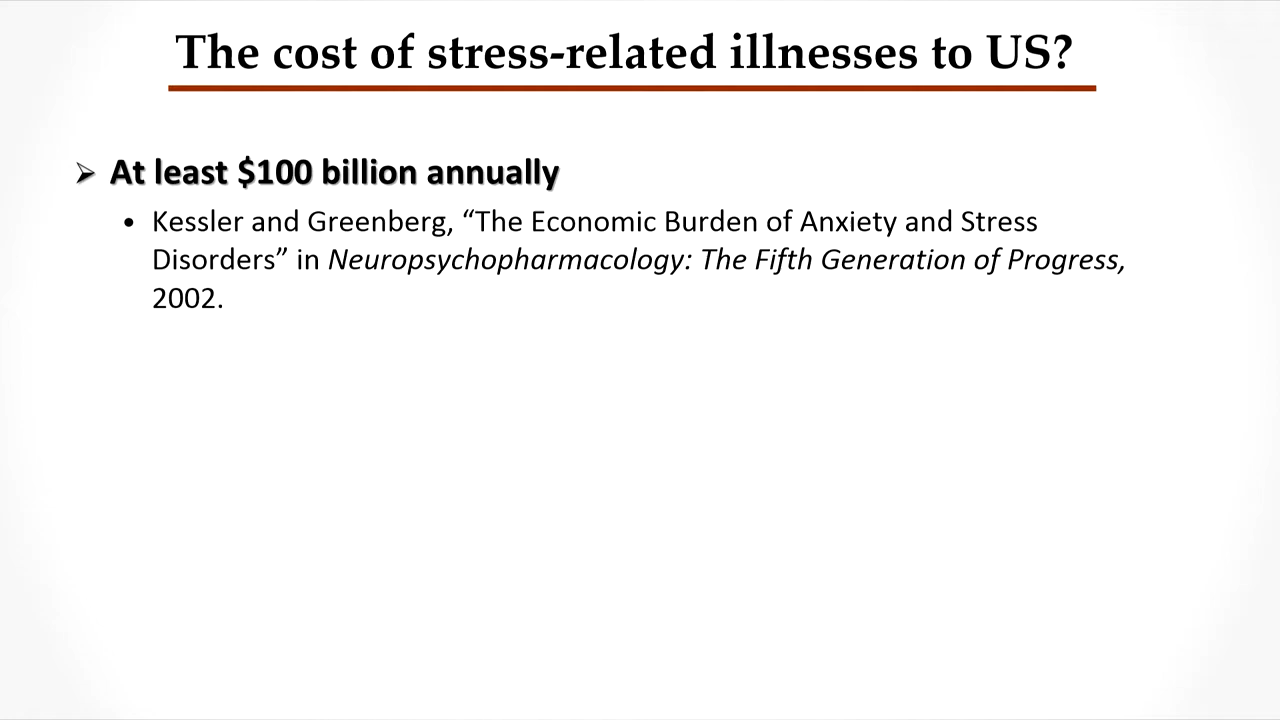 The cost of stress-related illnesses to US?
➢ At least $100 billion annually
• Kessler and Greenberg, “The Economic Burden of Anxiety and Stress
Disorders” in Neuropsychopharmacology: The Fifth Generation of Progress,
2002.